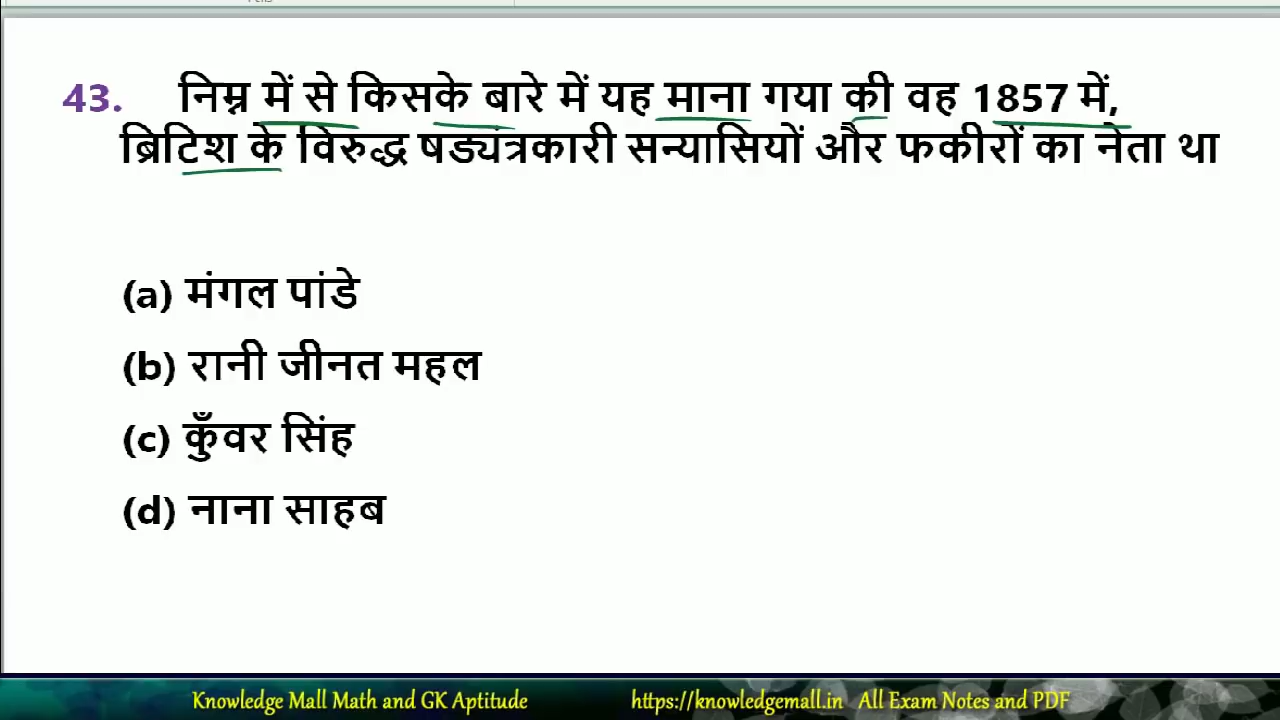 43. निम्न में से किसके बारे में यह माना गया की वह 1857 में,
ब्रिटिश के विरुद्ध षड्यंत्रकारी सन्यासियों और फकीरों का नेता था
(a) मंगल पांडे
(b) रानी जीनत महल
(c) कुँवर सिंह
(d) नाना साहब
Knowledge Mall Math and GK Aptitude https://knowledgemall.in All Exam Notes and PDF